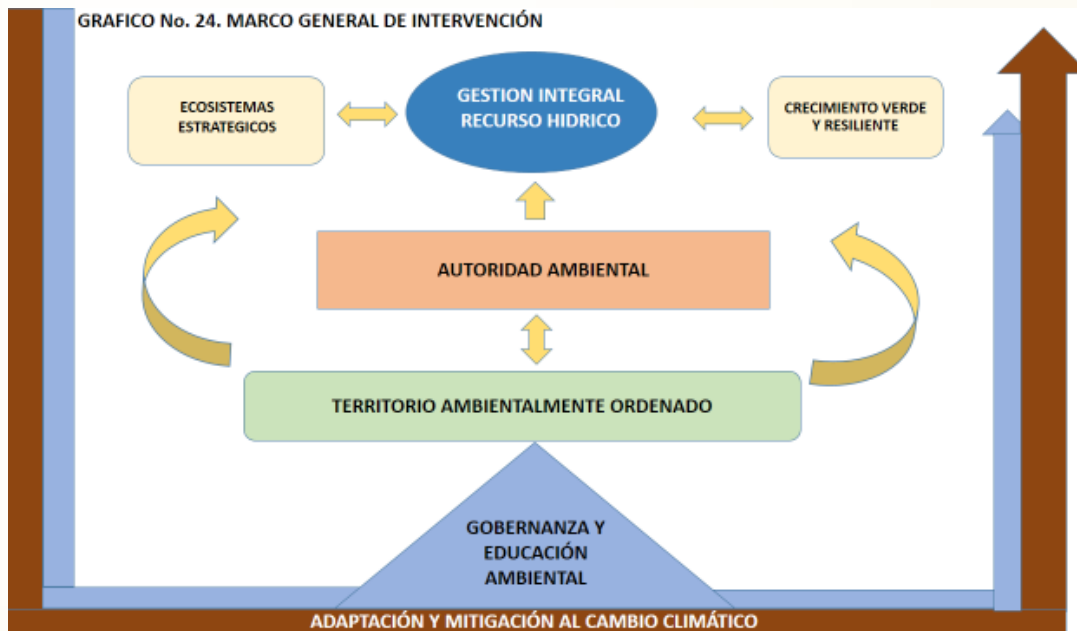 GRAFICO No. 24. MARCO GENERAL DE INTERVENCIÓN
ECOSISTEMAS
ESTRATEGICOS
GESTION INTEGRAL
RECURSO HIDRICO
CRECIMIENTO VERDE
Y RESILIENTE
AUTORIDAD AMBIENTAL
TERRITORIO AMBIENTALMENTE ORDENADO
GOBERNANZA Y
EDUCACIÓN
AMBIENTAL
ADAPTACIÓN Y MITIGACIÓN AL CAMBIO CLIMÁTICO